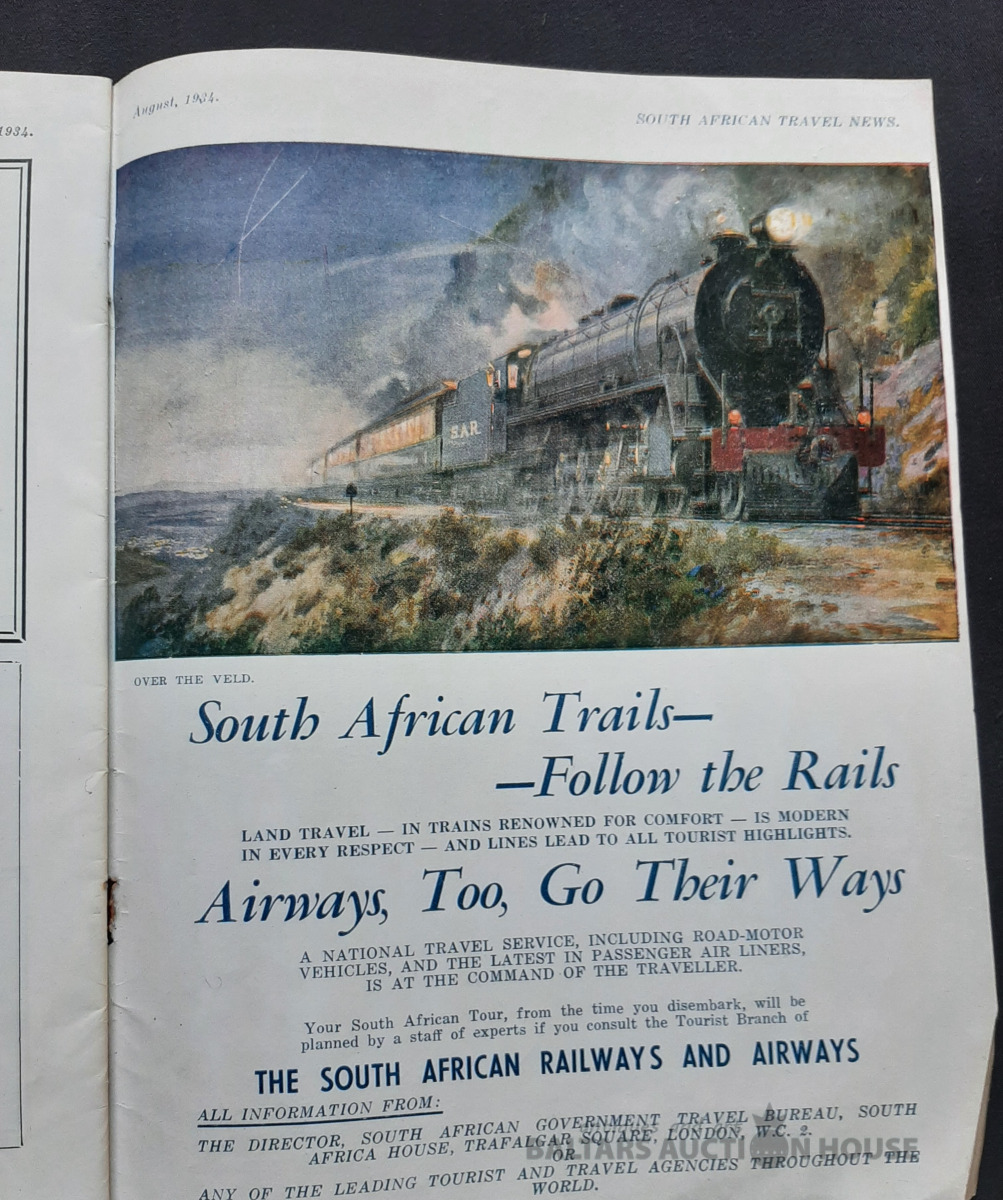 1934.
August, 1934.
SOUTH AFRICAN TRAVEL NEWS.
S.A.R.
OVER THE VELD.
South African Trails—
—Follow the Rails
LAND TRAVEL — IN TRAINS RENOWNED FOR COMFORT — IS MODERN
IN EVERY RESPECT — AND LINES LEAD TO ALL TOURIST HIGHLIGHTS.
Airways, Too, Go Their Ways
A NATIONAL TRAVEL SERVICE, INCLUDING ROAD-MOTOR
VEHICLES, AND THE LATEST IN PASSENGER AIR LINERS,
IS AT THE COMMAND OF THE TRAVELLER.
Your South African Tour, from the time you disembark, will be
planned by a staff of experts if you consult the Tourist Branch of
THE SOUTH AFRICAN RAILWAYS AND AIRWAYS
ALL INFORMATION FROM:
THE DIRECTOR, SOUTH AFRICAN GOVERNMENT TRAVEL BUREAU, SOUTH
AFRICA HOUSE, TRAFALGAR SQUARE, LONDON, W.C. 2.
OR
BALTARS AUCTION HOUSE
ANY OF THE LEADING TOURIST AND TRAVEL AGENCIES THROUGHOUT THE
WORLD.